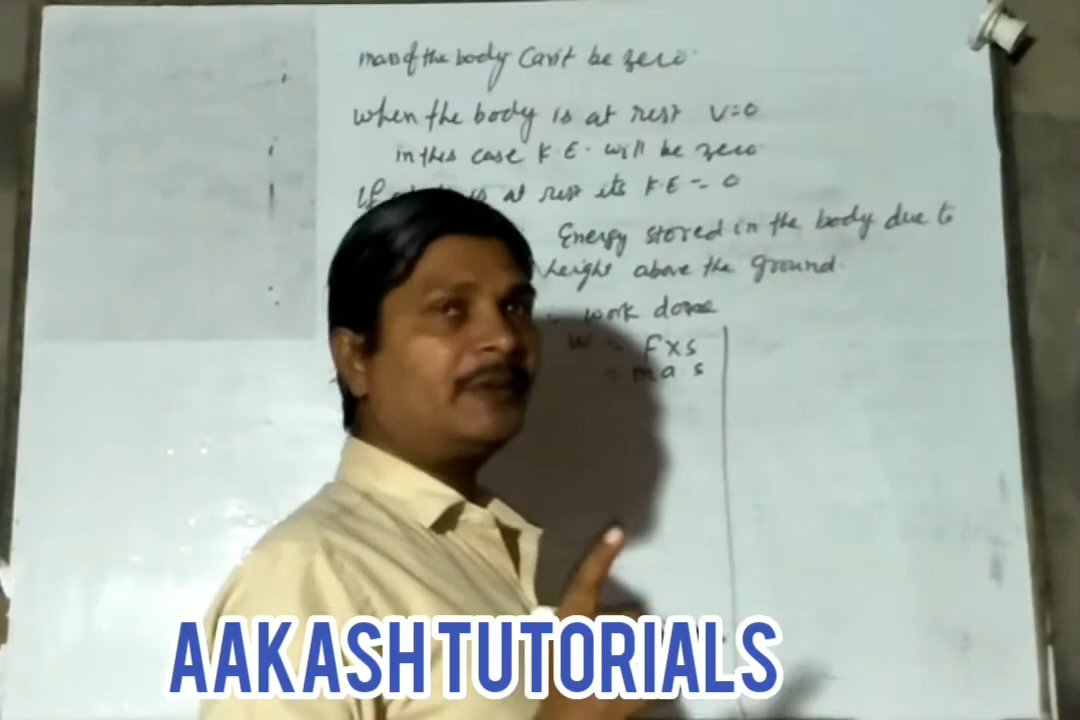 mass of the body Can't be zero.
when the body is at rest v=0
in this case K.E. will be zero
If is at rest its K.E = 0
Energy stored in the body due to
height above the ground.
= work done
W = F x s
= m a s
AAKASH TUTORIALS